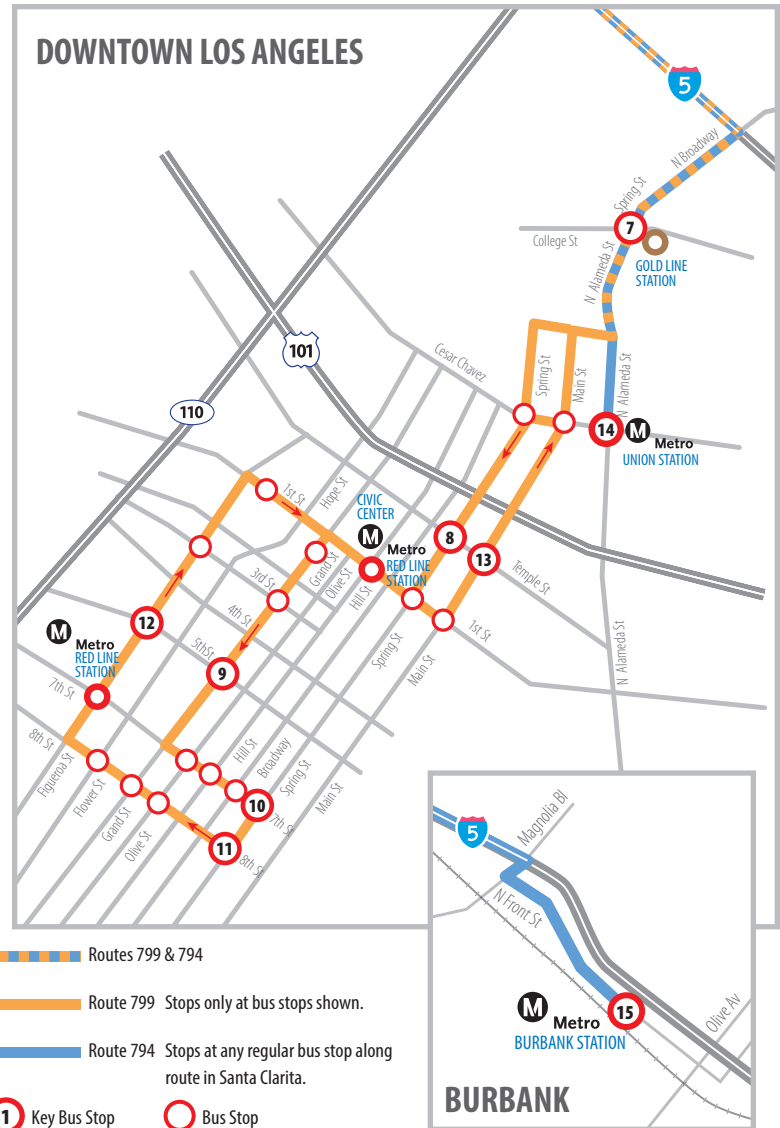 DOWNTOWN LOS ANGELES
5
N Broadway
Spring St
7
College St
GOLD LINE
STATION
N Alameda St
Cesar Chavez
Spring St
Main St
N Alameda St
14
M
Metro
UNION STATION
101
110
1st St
Hope St
CIVIC
CENTER
M
Metro
RED LINE
STATION
8
13
Temple St
Grand St
Olive St
Hill St
3rd St
4th St
5thSt
12
9
1st St
Spring St
Main St
N Alameda St
M
Metro
RED LINE
STATION
7th St
8th St
Figueroa St
Flower St
Grand St
Olive St
Hill St
Broadway
Spring St
Main St
10
7th St
11
8th St
5
Magnolia Bl
N Front St
15
M
Metro
BURBANK STATION
Olive Av
BURBANK
Routes 799 & 794
Route 799 Stops only at bus stops shown.
Route 794 Stops at any regular bus stop along
route in Santa Clarita.
1 Key Bus Stop
Bus Stop